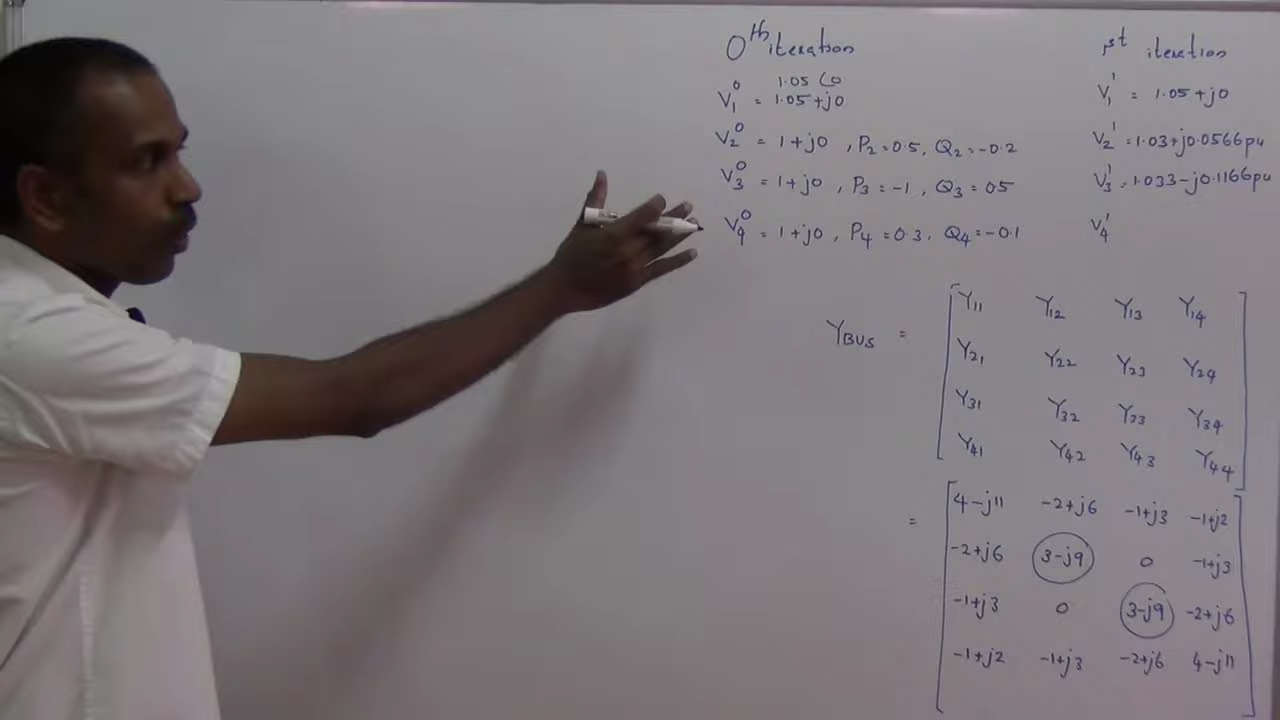 0th iteration 1st iteration
1.05 ∠0
V₁⁰ = 1.05+j0 V₁¹ = 1.05+j0
V₂⁰ = 1+j0 , P₂=0.5, Q₂=-0.2 V₂¹ = 1.03+j0.0566pu
V₃⁰ = 1+j0 , P₃=-1, Q₃=05 V₃¹ = 1.033-j0.1166pu
V₄⁰ = 1+j0, P₄=0.3, Q₄=-0.1 V₄¹
Y₁₁ Y₁₂ Y₁₃ Y₁₄
YBUS =
Y₂₁ Y₂₂ Y₂₃ Y₂₄
Y₃₁ Y₃₂ Y₃₃ Y₃₄
Y₄₁ Y₄₂ Y₄₃ Y₄₄
4-j11 -2+j6 -1+j3 -1+j2
=
-2+j6 3-j9 0 -1+j3
-1+j3 0 3-j9 -2+j6
-1+j2 -1+j3 -2+j6 4-j11